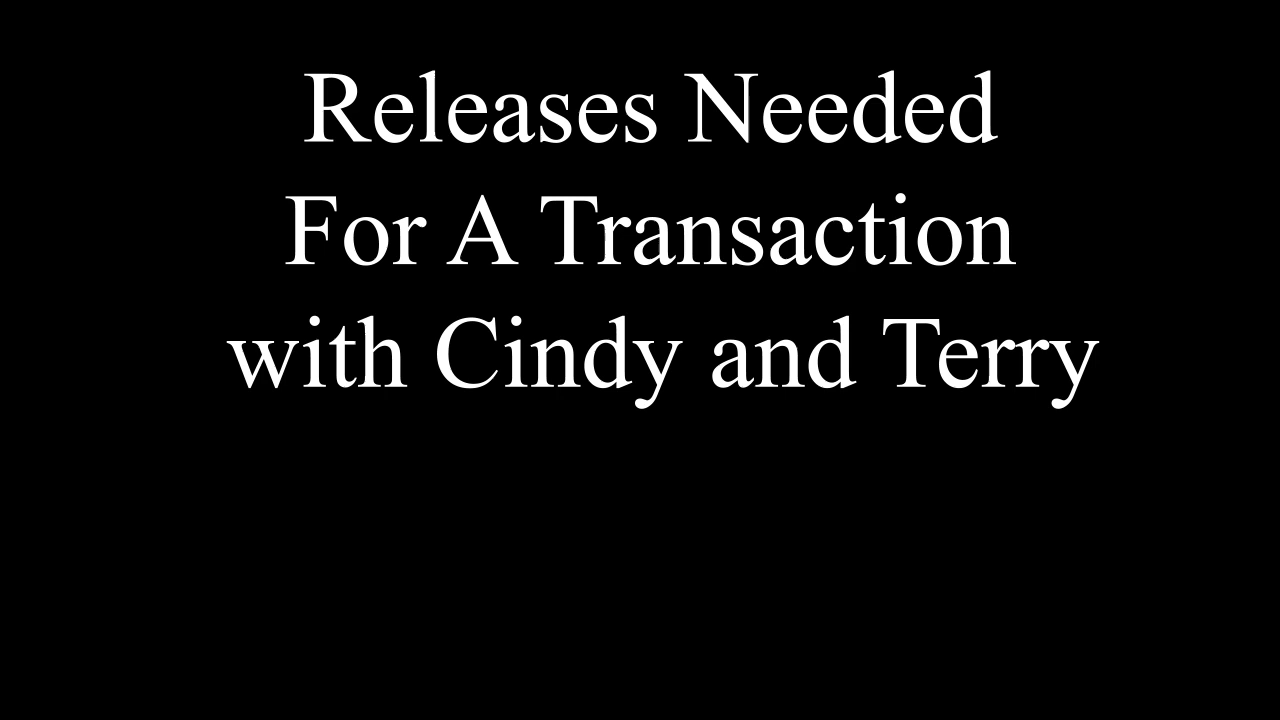 Releases Needed
For A Transaction
with Cindy and Terry